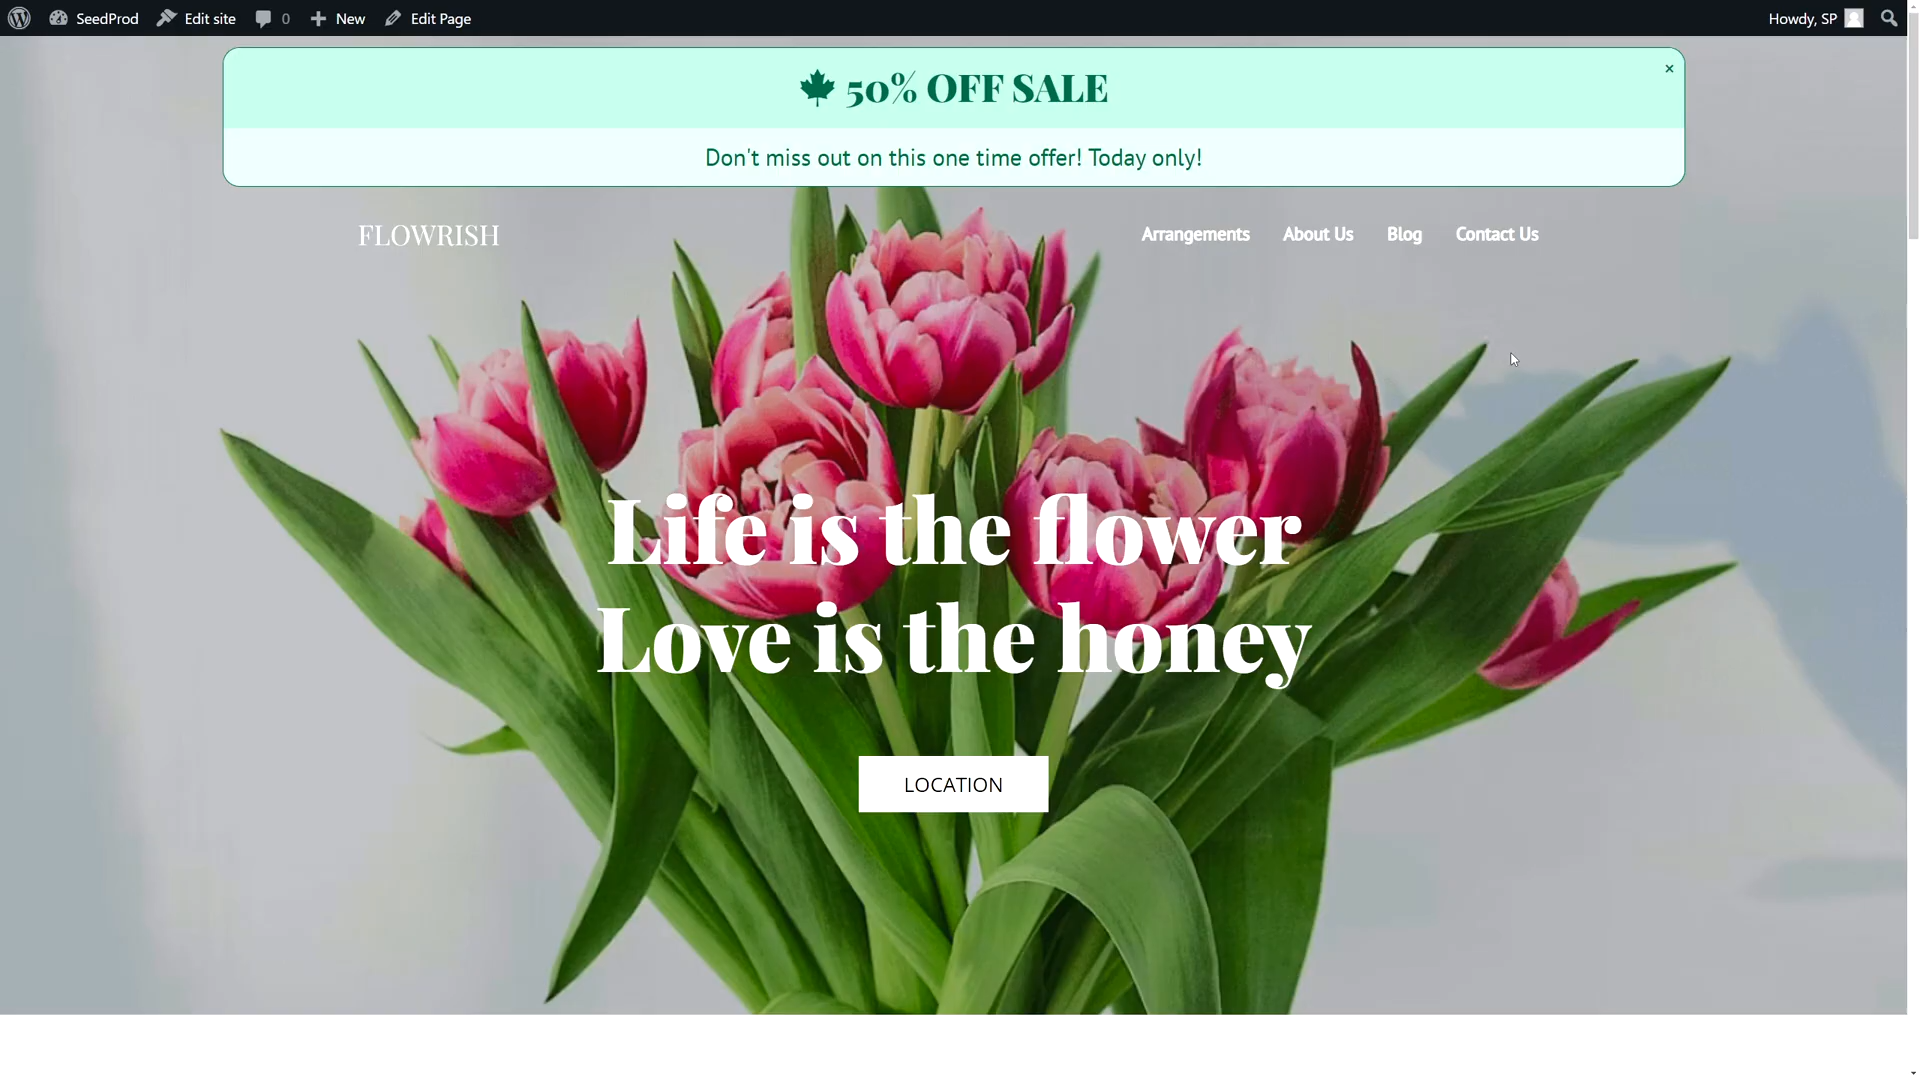 SeedProd Edit site 0 New Edit Page Howdy, SP
50% OFF SALE
×
Don't miss out on this one time offer! Today only!
FLOWRISH Arrangements About Us Blog Contact Us
Life is the flower
Love is the honey
LOCATION